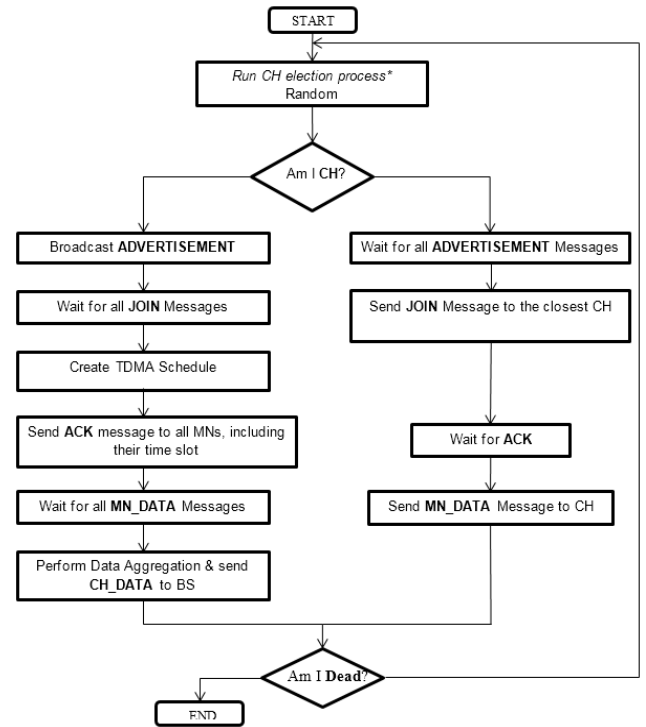 START
Run CH election process*
Random
Am I CH?
Broadcast ADVERTISEMENT
Wait for all JOIN Messages
Create TDMA Schedule
Send ACK message to all MNs, including
their time slot
Wait for all MN_DATA Messages
Perform Data Aggregation & send
CH_DATA to BS
Wait for all ADVERTISEMENT Messages
Send JOIN Message to the closest CH
Wait for ACK
Send MN_DATA Message to CH
Am I Dead?
END